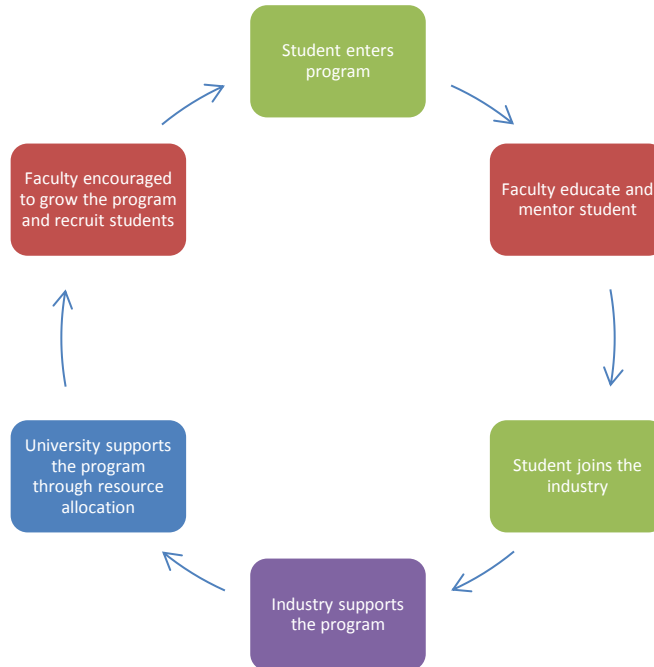 Student enters
program
Faculty educate and
mentor student
Student joins the
industry
Industry supports
the program
University supports
the program
through resource
allocation
Faculty encouraged
to grow the program
and recruit students